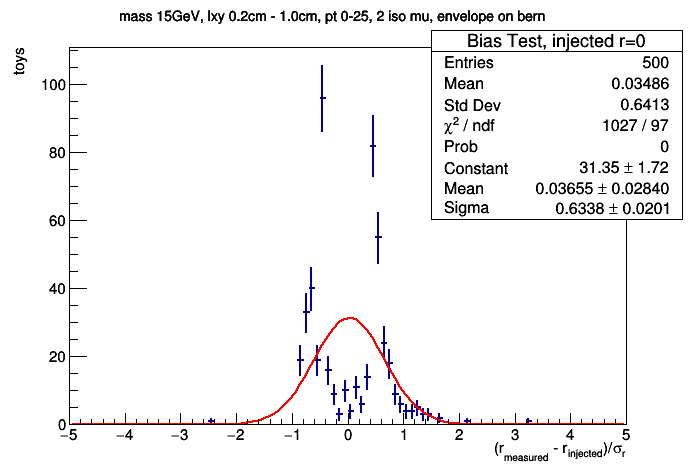 mass 15GeV, lxy 0.2cm - 1.0cm, pt 0-25, 2 iso mu, envelope on bern
Bias Test, injected r=0
Entries 500
Mean 0.03486
Std Dev 0.6413
χ² / ndf 1027 / 97
Prob 0
Constant 31.35 ± 1.72
Mean 0.03655 ± 0.02840
Sigma 0.6338 ± 0.0201
toys
100
80
60
40
20
0
−5 −4 −3 −2 −1 0 1 2 3 4 5
(r_measured - r_injected)/σ_r